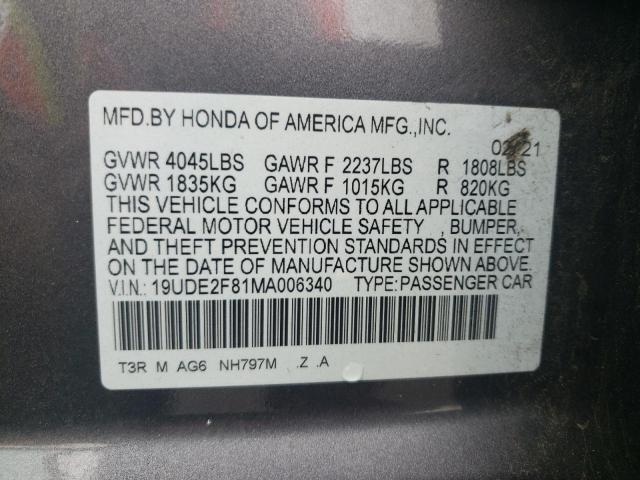 MFD.BY HONDA OF AMERICA MFG.,INC.
02/21
GVWR 4045LBS GAWR F 2237LBS R 1808LBS
GVWR 1835KG GAWR F 1015KG R 820KG
THIS VEHICLE CONFORMS TO ALL APPLICABLE
FEDERAL MOTOR VEHICLE SAFETY , BUMPER,
AND THEFT PREVENTION STANDARDS IN EFFECT
ON THE DATE OF MANUFACTURE SHOWN ABOVE.
V.I.N.: 19UDE2F81MA006340 TYPE:PASSENGER CAR
T3R M AG6 NH797M .Z .A